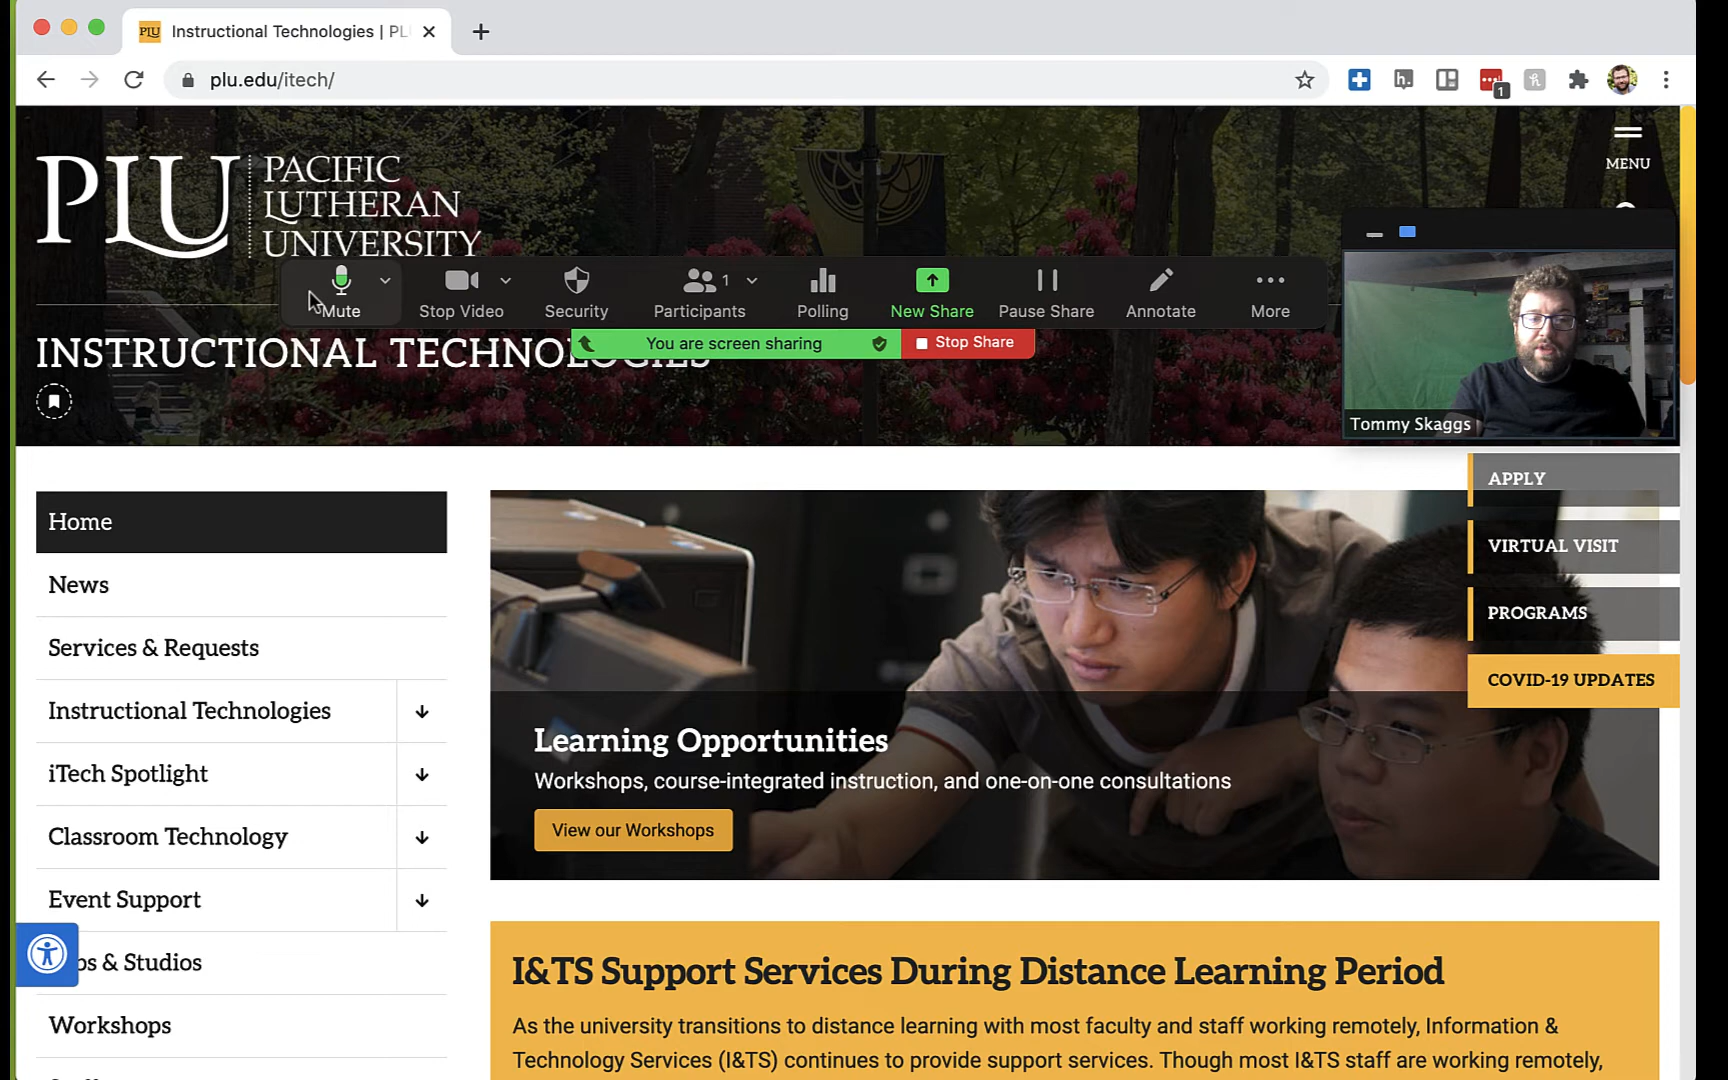 PLU Instructional Technologies | PL
plu.edu/itech/
1
PLU PACIFIC
LUTHERAN
UNIVERSITY
MENU
Mute
Stop Video
Security
1
Participants
Polling
New Share
Pause Share
Annotate
More
You are screen sharing
Stop Share
INSTRUCTIONAL TECHNOLOGIES
Tommy Skaggs
APPLY
VIRTUAL VISIT
PROGRAMS
COVID-19 UPDATES
Home
News
Services & Requests
Instructional Technologies
iTech Spotlight
Classroom Technology
Event Support
& Studios
Workshops
Learning Opportunities
Workshops, course-integrated instruction, and one-on-one consultations
View our Workshops
I&TS Support Services During Distance Learning Period
As the university transitions to distance learning with most faculty and staff working remotely, Information &
Technology Services (I&TS) continues to provide support services. Though most I&TS staff are working remotely,